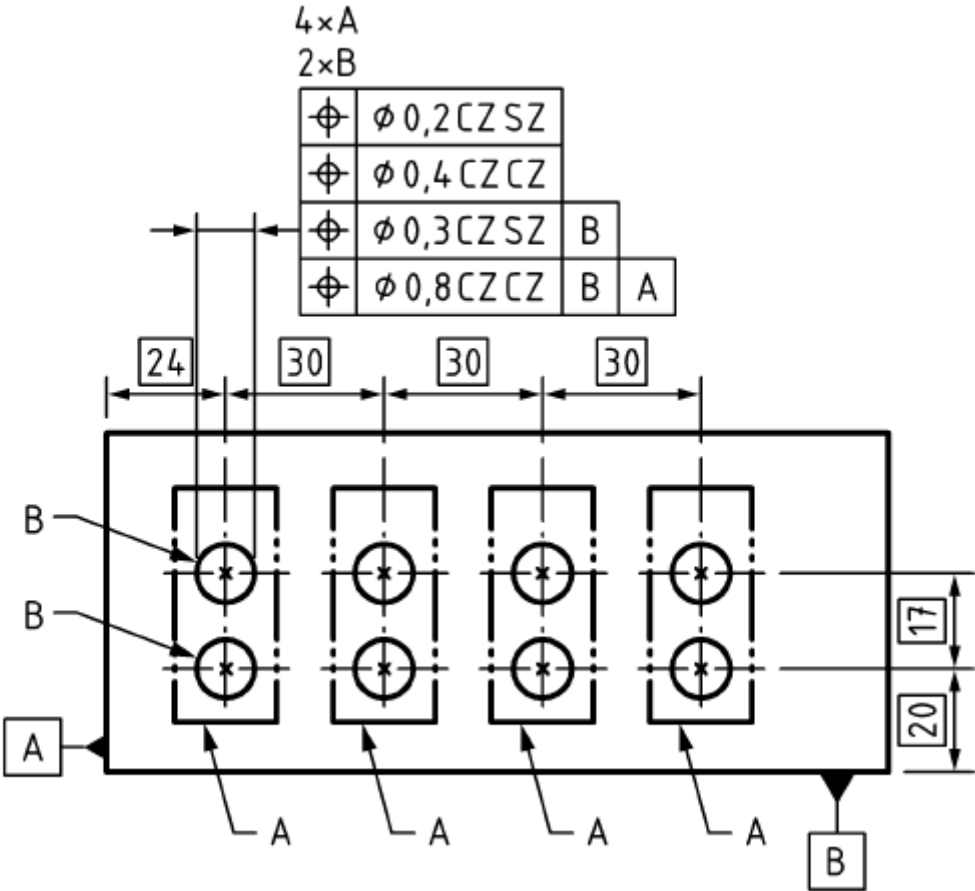 4×A
2×B
⌖ ⌀ 0,2 CZ SZ
⌖ ⌀ 0,4 CZ CZ
⌖ ⌀ 0,3 CZ SZ B
⌖ ⌀ 0,8 CZ CZ B A
24 30 30 30
B
B
17
20
A
A A A A
B